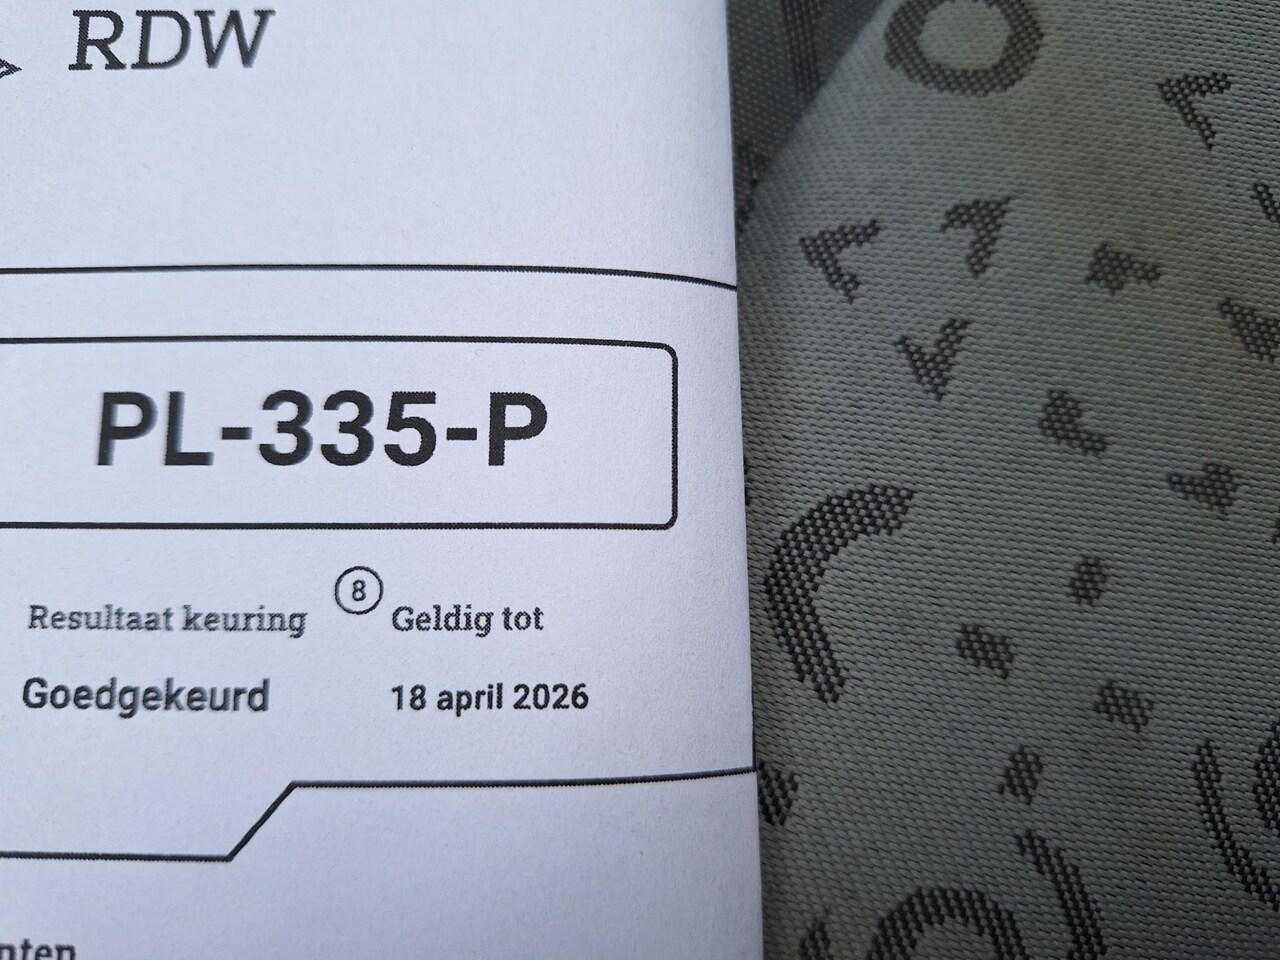 RDW
PL-335-P
Resultaat keuring
8
Geldig tot
Goedgekeurd
18 april 2026